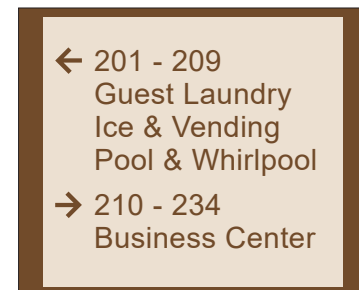 ← 201 - 209
Guest Laundry
Ice & Vending
Pool & Whirlpool
→ 210 - 234
Business Center